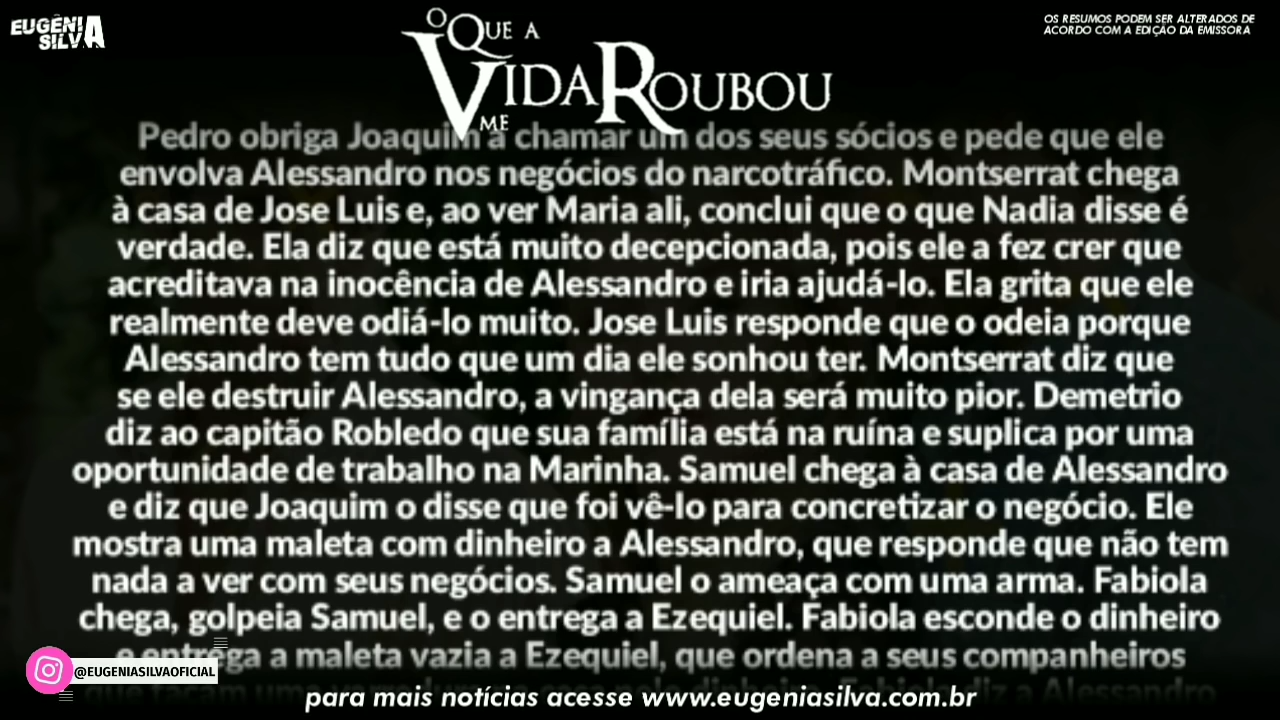 EUGÊNIA
SILVA
OS RESUMOS PODEM SER ALTERADOS DE
ACORDO COM A EDIÇÃO DA EMISSORA
O QUE A
VIDA ROUBOU
ME
Pedro obriga Joaquim a chamar um dos seus sócios e pede que ele
envolva Alessandro nos negócios do narcotráfico. Montserrat chega
à casa de Jose Luis e, ao ver Maria ali, conclui que o que Nadia disse é
verdade. Ela diz que está muito decepcionada, pois ele a fez crer que
acreditava na inocência de Alessandro e iria ajudá-lo. Ela grita que ele
realmente deve odiá-lo muito. Jose Luis responde que o odeia porque
Alessandro tem tudo que um dia ele sonhou ter. Montserrat diz que
se ele destruir Alessandro, a vingança dela será muito pior. Demetrio
diz ao capitão Robledo que sua família está na ruína e suplica por uma
oportunidade de trabalho na Marinha. Samuel chega à casa de Alessandro
e diz que Joaquim o disse que foi vê-lo para concretizar o negócio. Ele
mostra uma maleta com dinheiro a Alessandro, que responde que não tem
nada a ver com seus negócios. Samuel o ameaça com uma arma. Fabiola
chega, golpeia Samuel, e o entrega a Ezequiel. Fabiola esconde o dinheiro
e entrega a maleta vazia a Ezequiel, que ordena a seus companheiros
@EUGENIASILVAOFICIAL
diz a Alessandro
para mais notícias acesse www.eugeniasilva.com.br